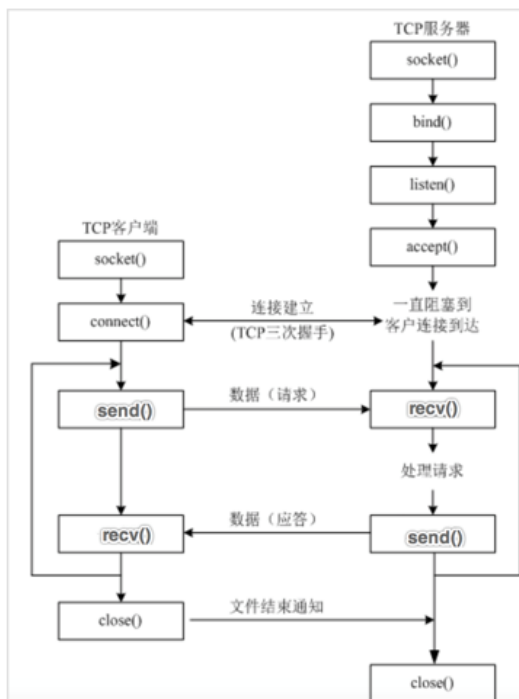 TCP服务器
socket()
bind()
listen()
TCP客户端
accept()
socket()
连接建立
一直阻塞到
connect()
(TCP三次握手)
客户连接到达
send()
数据（请求）
recv()
处理请求
recv()
数据（应答）
send()
close()
文件结束通知
close()